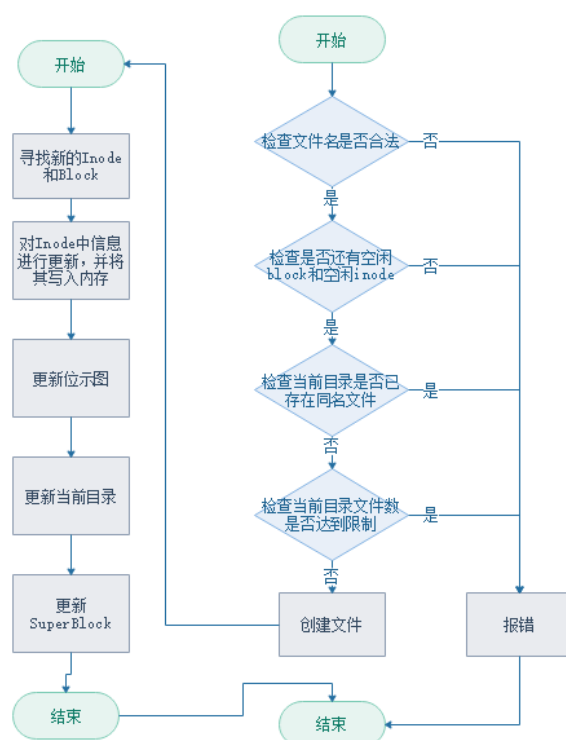 开始
寻找新的Inode
和Block
对Inode中信息
进行更新，并将
其写入内存
更新位示图
更新当前目录
更新
SuperBlock
结束
开始
检查文件名是否合法
否
是
检查是否还有空闲
block和空闲inode
否
是
检查当前目录是否已
存在同名文件
是
否
检查当前目录文件数
是否达到限制
是
否
创建文件
报错
结束